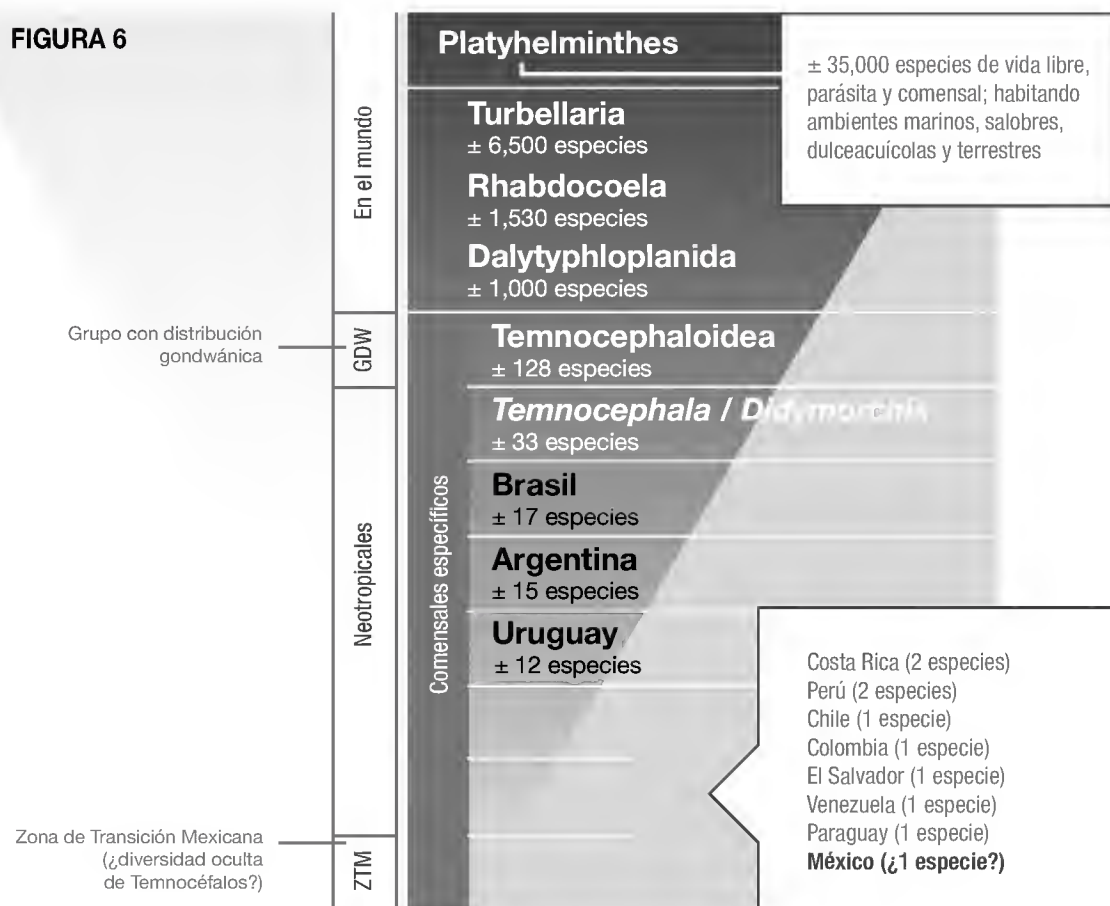 FIGURA 6
En el mundo
Platyhelminthes
± 35,000 especies de vida libre,
parásita y comensal; habitando
ambientes marinos, salobres,
dulceacuícolas y terrestres
Turbellaria
± 6,500 especies
Rhabdocoela
± 1,530 especies
Dalytyphloplanida
± 1,000 especies
Grupo con distribución
gondwánica
GDW
Temnocephaloidea
± 128 especies
Neotropicales
Comensales específicos
Temnocephala / Didymorchis
± 33 especies
Brasil
± 17 especies
Argentina
± 15 especies
Uruguay
± 12 especies
Costa Rica (2 especies)
Perú (2 especies)
Chile (1 especie)
Colombia (1 especie)
El Salvador (1 especie)
Venezuela (1 especie)
Paraguay (1 especie)
México (¿1 especie?)
Zona de Transición Mexicana
(¿diversidad oculta
de Temnocéfalos?)
ZTM